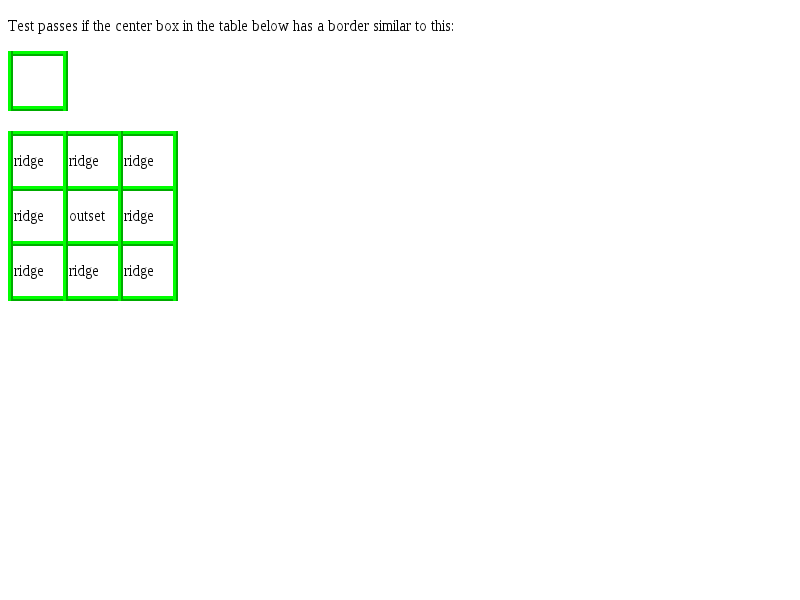 Test passes if the center box in the table below has a border similar to this:
ridge ridge ridge
ridge outset ridge
ridge ridge ridge